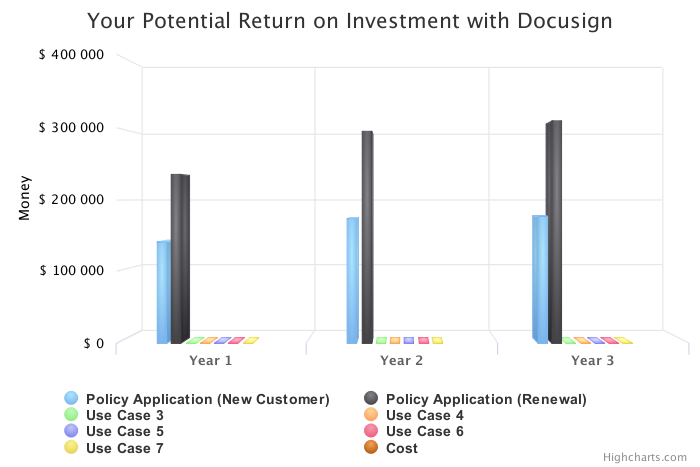 Your Potential Return on Investment with Docusign
$ 400 000
$ 300 000
$ 200 000
$ 100 000
$ 0
Money
Year 1
Year 2
Year 3
Policy Application (New Customer)
Policy Application (Renewal)
Use Case 3
Use Case 4
Use Case 5
Use Case 6
Use Case 7
Cost
Highcharts.com